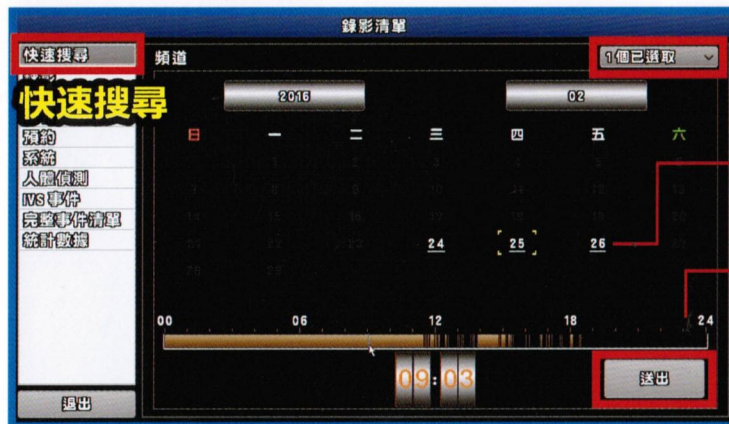 錄影清單
快速搜尋
頻道
1個已選取
快速搜尋
2016
02
預約
系統
人體偵測
IVS 事件
完整事件清單
統計數據
日 一 二 三 四 五 六
24 25 26
00 06 12 18 24
09:03
送出
退出